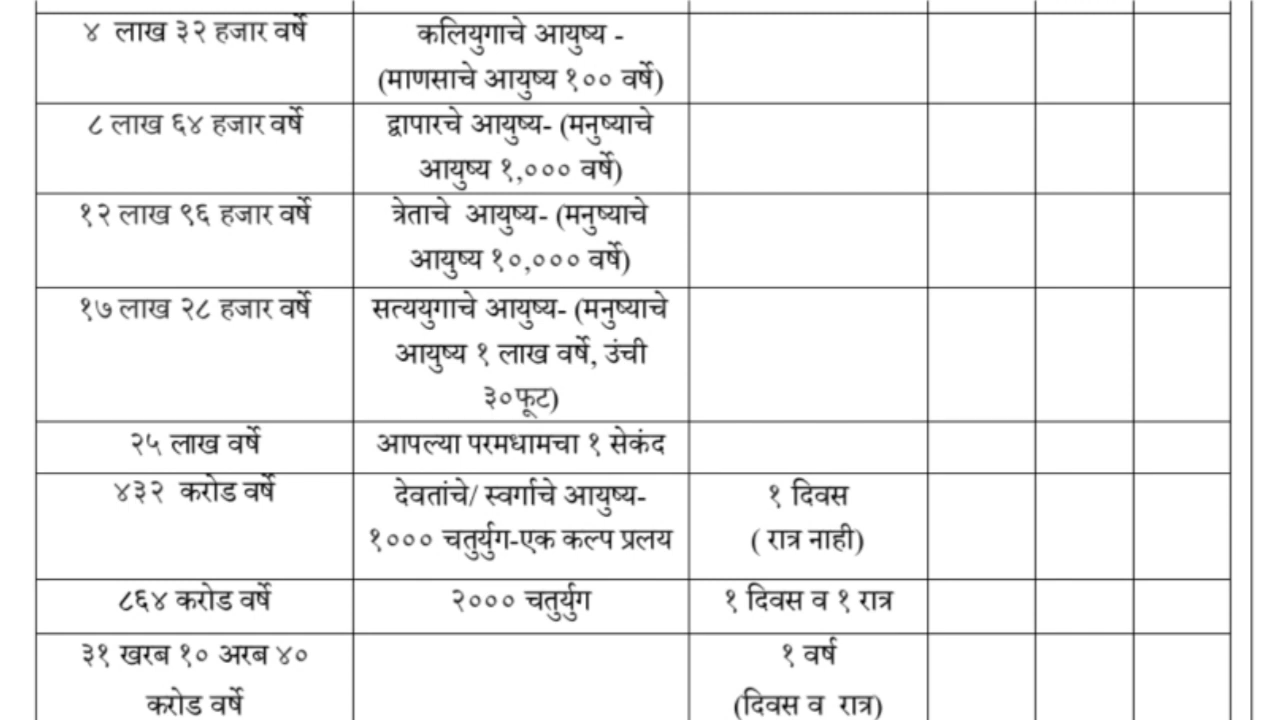 ४ लाख ३२ हजार वर्षे
कलियुगाचे आयुष्य -
(माणसाचे आयुष्य १०० वर्षे)
८ लाख ६४ हजार वर्षे
द्वापारचे आयुष्य- (मनुष्याचे
आयुष्य १,००० वर्षे)
१२ लाख ९६ हजार वर्षे
त्रेताचे आयुष्य- (मनुष्याचे
आयुष्य १०,००० वर्षे)
१७ लाख २८ हजार वर्षे
सत्ययुगाचे आयुष्य- (मनुष्याचे
आयुष्य १ लाख वर्षे, उंची
३०फूट)
२५ लाख वर्षे
आपल्या परमधामचा १ सेकंद
४३२ करोड वर्षे
देवतांचे/ स्वर्गाचे आयुष्य-
१००० चतुर्युग-एक कल्प प्रलय
१ दिवस
( रात्र नाही)
८६४ करोड वर्षे
२००० चतुर्युग
१ दिवस व १ रात्र
३१ खरब १० अरब ४०
करोड वर्षे
१ वर्ष
(दिवस व रात्र)